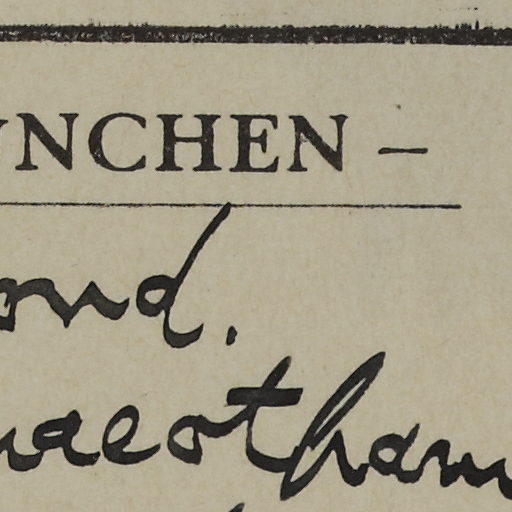 UNCHEN –
ond.
naeotham